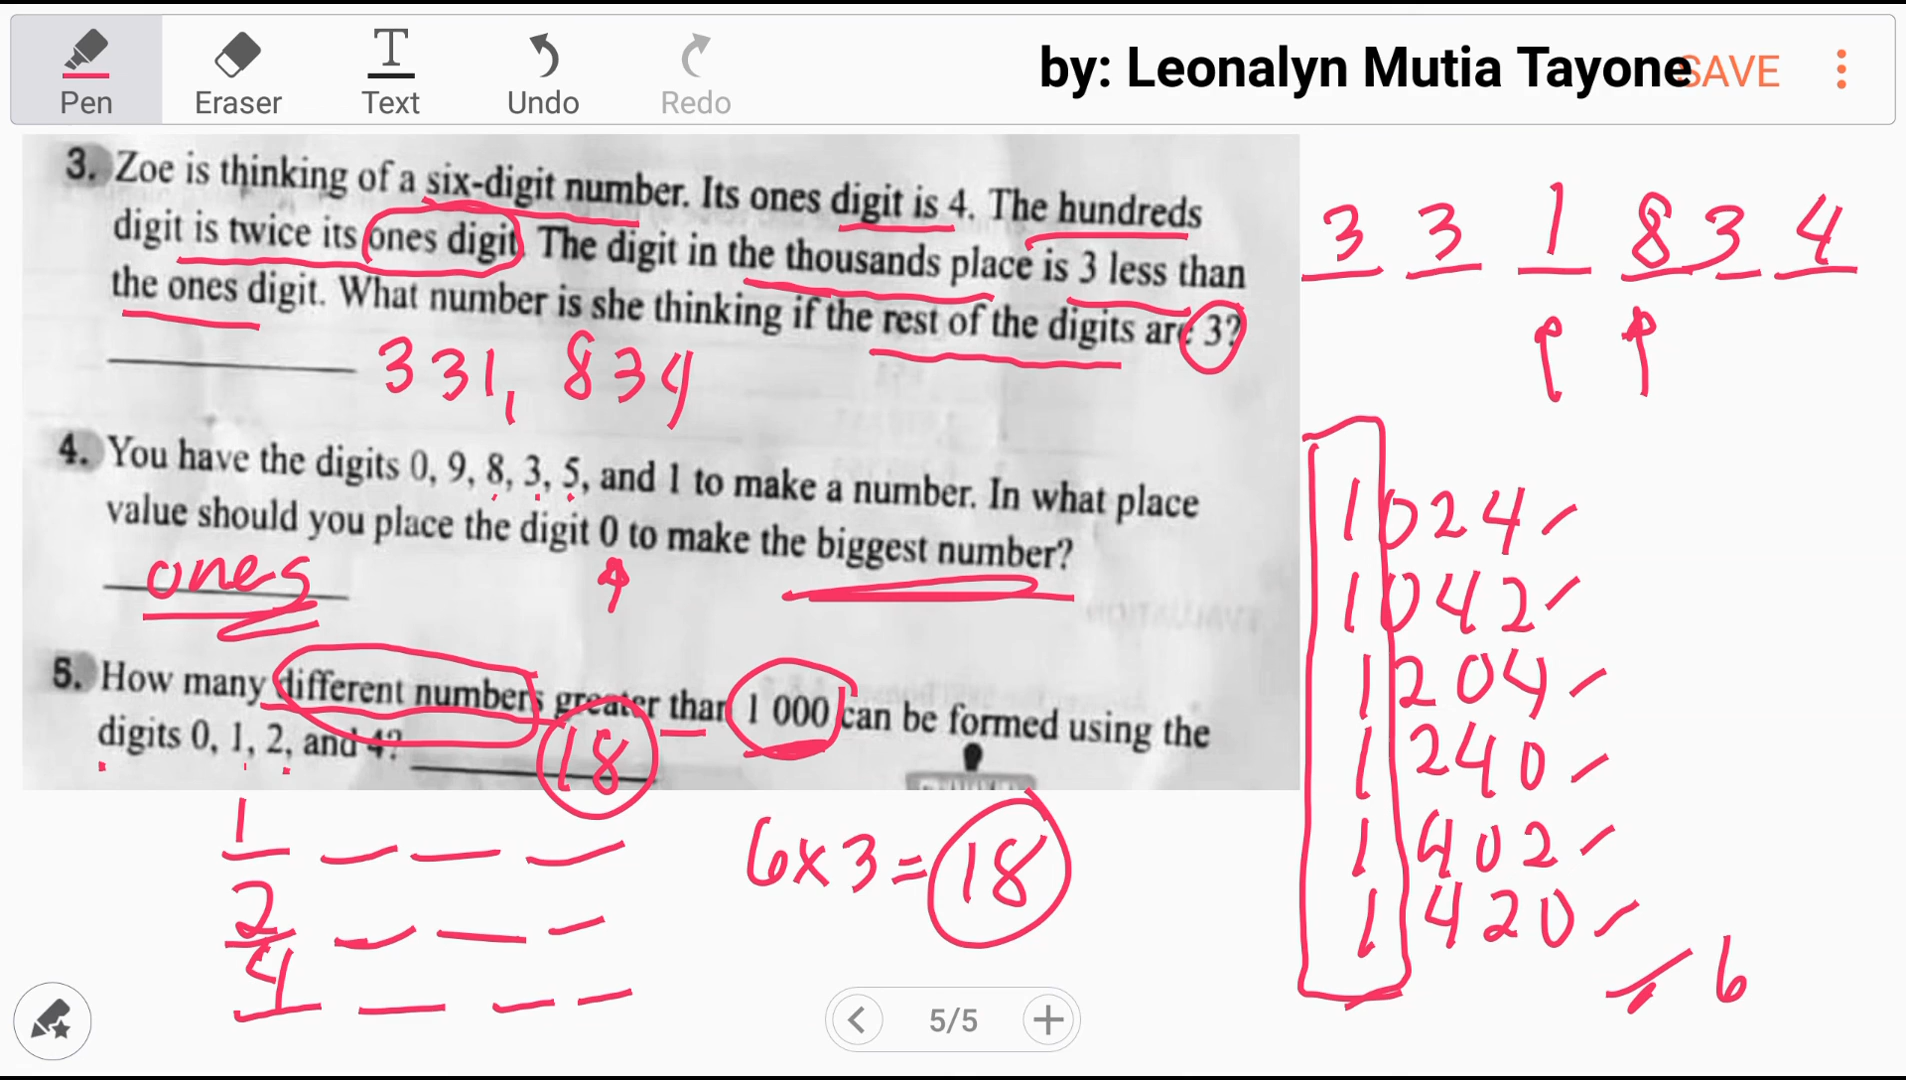 Pen
Eraser
Text
Undo
Redo
by: Leonalyn Mutia Tayone
SAVE
3. Zoe is thinking of a six-digit number. Its ones digit is 4. The hundreds
digit is twice its ones digit. The digit in the thousands place is 3 less than
the ones digit. What number is she thinking if the rest of the digits are 3?
331,834
3 3 1 8 3 4
4. You have the digits 0, 9, 8, 3, 5, and 1 to make a number. In what place
value should you place the digit 0 to make the biggest number?
ones
5. How many different numbers greater than 1 000 can be formed using the
digits 0, 1, 2, and 4?
18
1
2
4
6x3=18
1024
1042
1204
1240
1402
1420
6
5/5